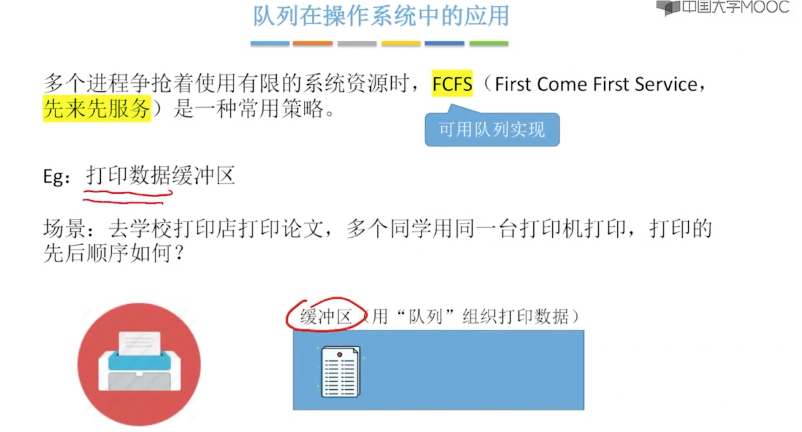 队列在操作系统中的应用
中国大学MOOC
多个进程争抢着使用有限的系统资源时，FCFS（First Come First Service，
先来先服务）是一种常用策略。
可用队列实现
Eg：打印数据缓冲区
场景：去学校打印店打印论文，多个同学用同一台打印机打印，打印的
先后顺序如何？
缓冲区（用“队列”组织打印数据）